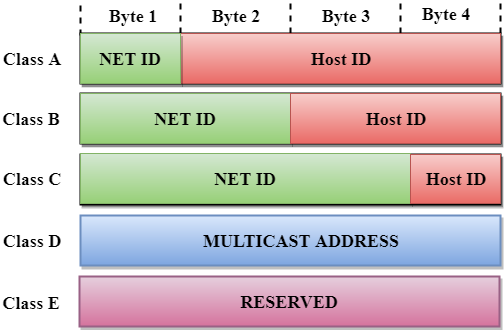 Byte 1 Byte 2 Byte 3 Byte 4
Class A NET ID Host ID
Class B NET ID Host ID
Class C NET ID Host ID
Class D MULTICAST ADDRESS
Class E RESERVED